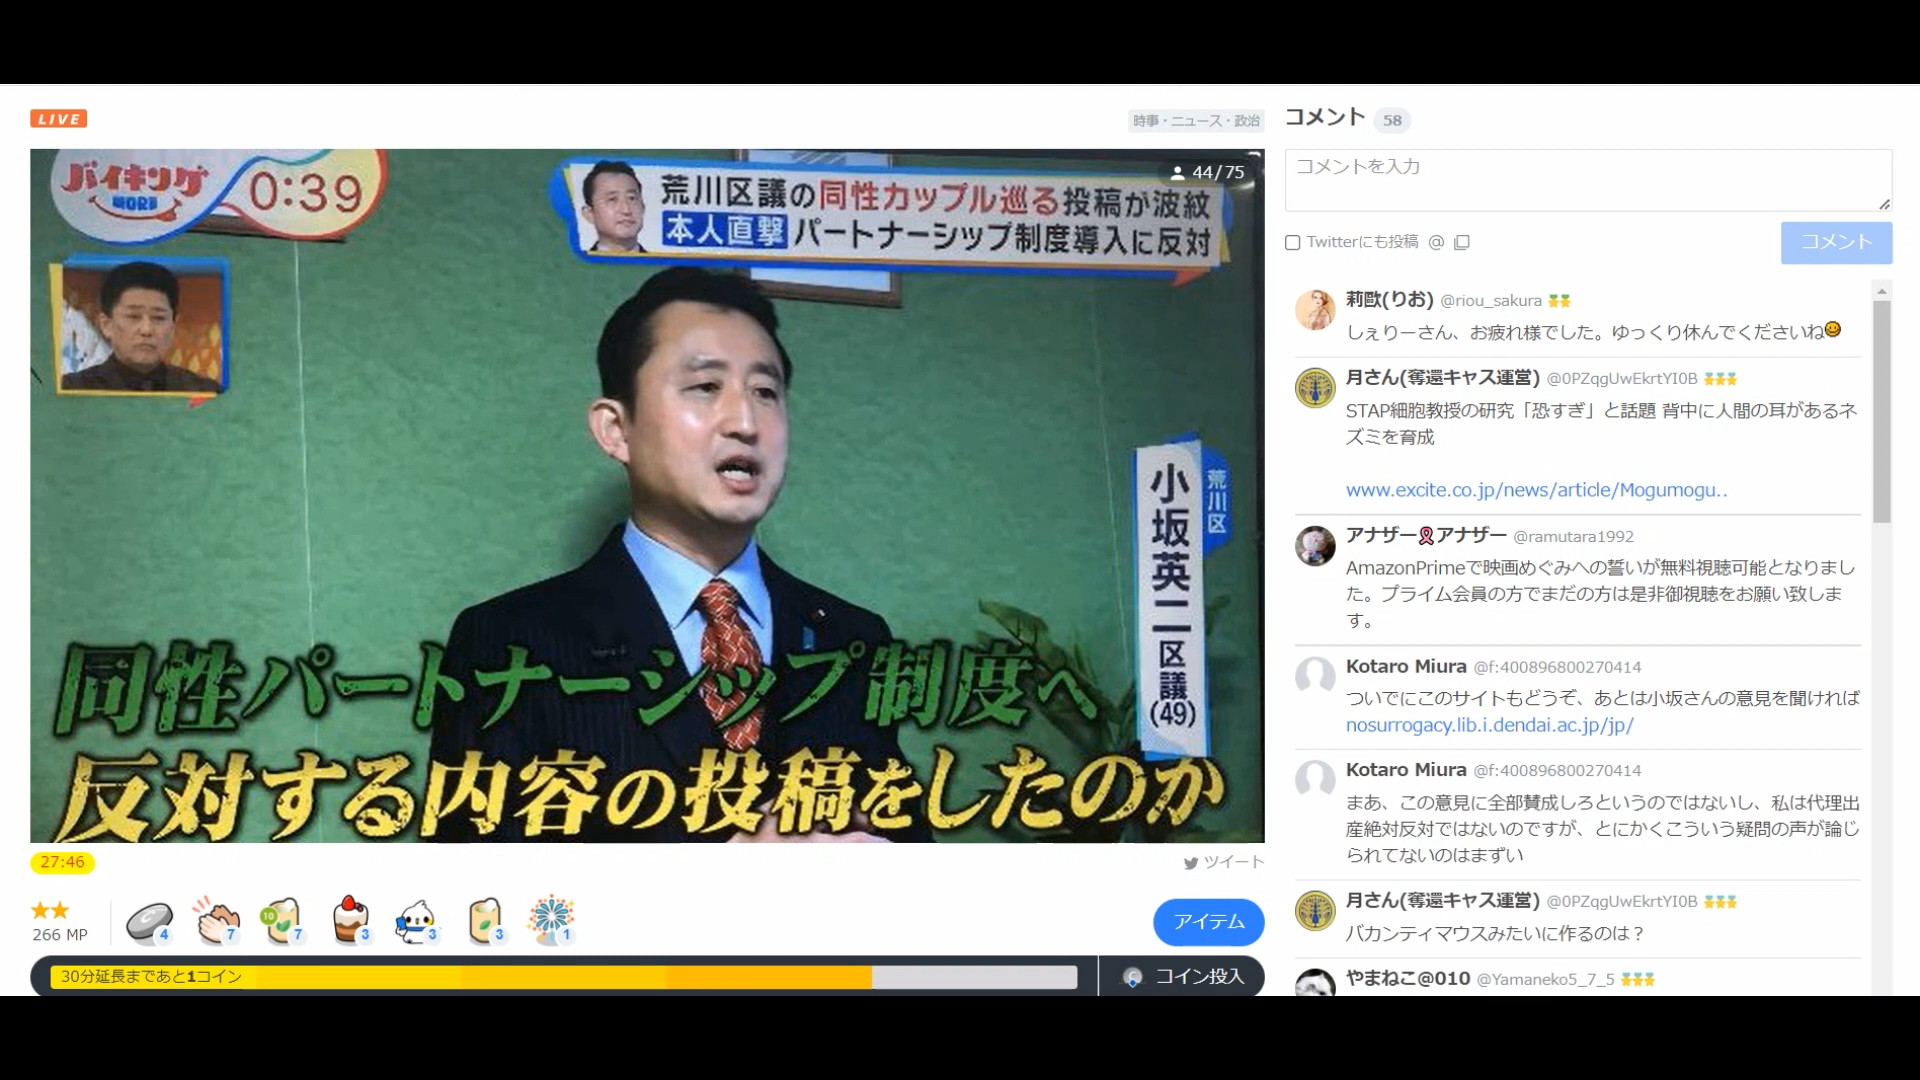 LIVE
時事・ニュース・政治
バイキング
MORE
0:39
44/75
荒川区議の同性カップル巡る投稿が波紋
本人直撃 パートナーシップ制度導入に反対
荒川区
小坂英二区議(49)
同性パートナーシップ制度へ
反対する内容の投稿をしたのか
27:46
ツイート
266 MP
4
7
10
7
3
3
3
1
アイテム
30分延長まであと1コイン
コイン投入
コメント 58
コメントを入力
Twitterにも投稿 @
コメント
莉歐(りお) @riou_sakura
しぇりーさん、お疲れ様でした。ゆっくり休んでくださいね
月さん(奪還キャス運営) @0PZqgUwEkrtYI0B
STAP細胞教授の研究「恐すぎ」と話題 背中に人間の耳があるネ
ズミを育成
www.excite.co.jp/news/article/Mogumogu..
アナザー🎗アナザー @ramutara1992
AmazonPrimeで映画めぐみへの誓いが無料視聴可能となりまし
た。プライム会員の方でまだの方は是非御視聴をお願い致しま
す。
Kotaro Miura @f:400896800270414
ついでにこのサイトもどうぞ、あとは小坂さんの意見を聞ければ
nosurrogacy.lib.i.dendai.ac.jp/jp/
Kotaro Miura @f:400896800270414
まあ、この意見に全部賛成しろというのではないし、私は代理出
産絶対反対ではないのですが、とにかくこういう疑問の声が論じ
られてないのはまずい
月さん(奪還キャス運営) @0PZqgUwEkrtYI0B
バカンティマウスみたいに作るのは？
やまねこ@010 @Yamaneko5_7_5